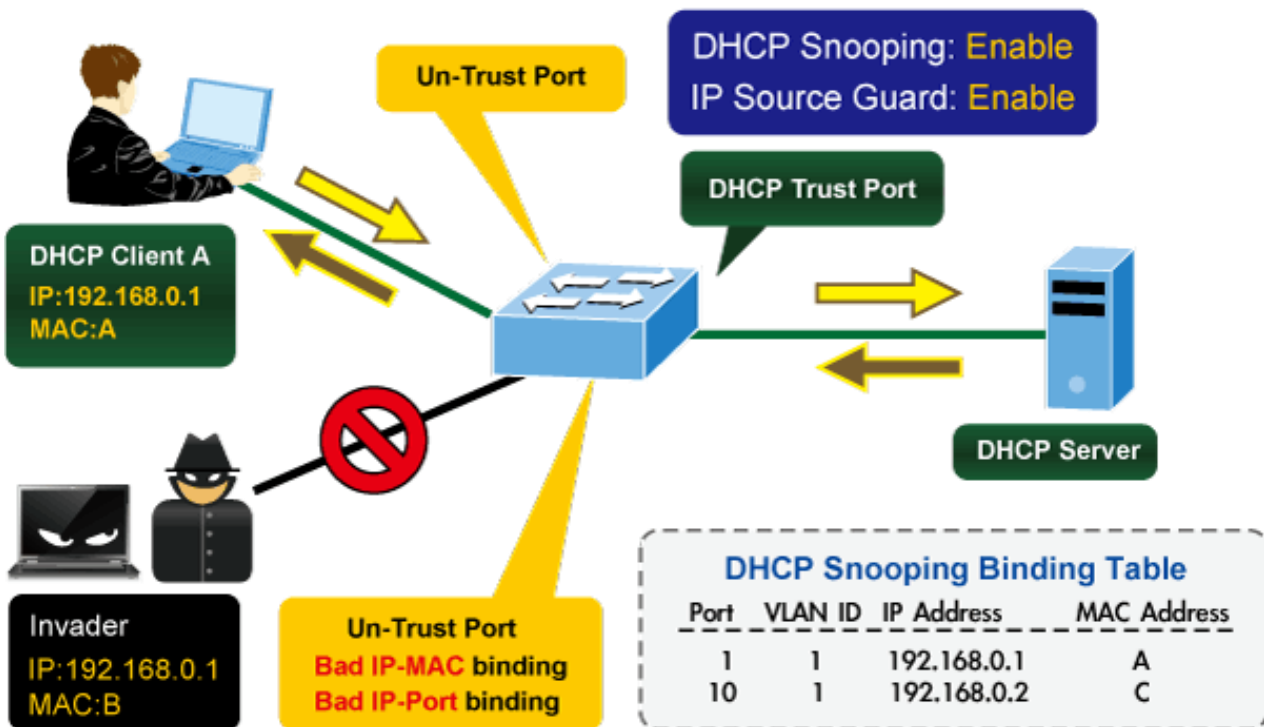 Un-Trust Port
DHCP Snooping: Enable
IP Source Guard: Enable
DHCP Trust Port
DHCP Client A
IP:192.168.0.1
MAC:A
DHCP Server
Invader
IP:192.168.0.1
MAC:B
Un-Trust Port
Bad IP-MAC binding
Bad IP-Port binding
DHCP Snooping Binding Table
Port VLAN ID IP Address MAC Address
1 1 192.168.0.1 A
10 1 192.168.0.2 C